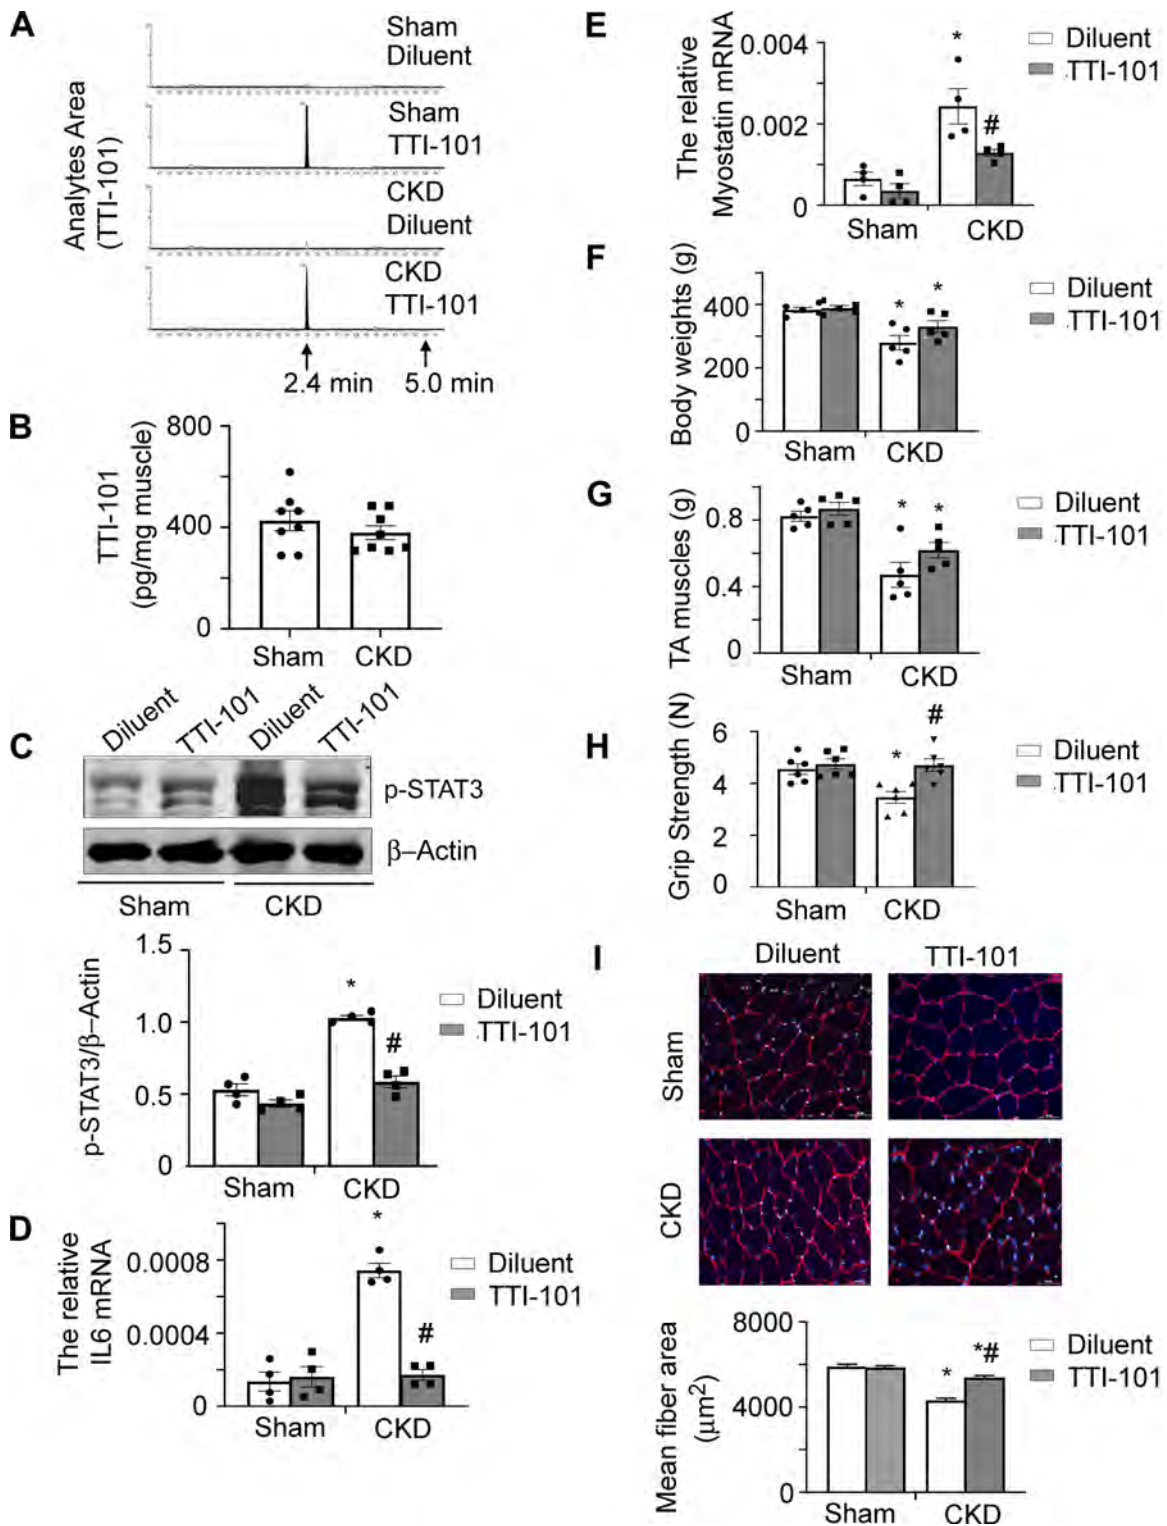 A
Analytes Area
(TTI-101)
Sham
Diluent
Sham
TTI-101
CKD
Diluent
CKD
TTI-101
2.4 min
5.0 min
B
TTI-101
(pg/mg muscle)
800
400
0
Sham
CKD
C
Diluent
TTI-101
Diluent
TTI-101
p-STAT3
β–Actin
Sham
CKD
p-STAT3/β–Actin
1.5
1.0
0.5
0
*
#
Diluent
TTI-101
Sham
CKD
D
The relative
IL6 mRNA
0.0008
0.0004
0
*
#
Diluent
TTI-101
Sham
CKD
E
The relative
Myostatin mRNA
0.004
0.002
0
*
#
Diluent
TTI-101
Sham
CKD
F
Body weights (g)
400
200
0
*
*
Diluent
TTI-101
Sham
CKD
G
TA muscles (g)
0.8
0.4
0
*
*
Diluent
TTI-101
Sham
CKD
H
Grip Strength (N)
6
4
2
0
*
#
Diluent
TTI-101
Sham
CKD
I
Diluent
TTI-101
Sham
CKD
Mean fiber area
(μm²)
8000
4000
0
*
*#
Diluent
TTI-101
Sham
CKD